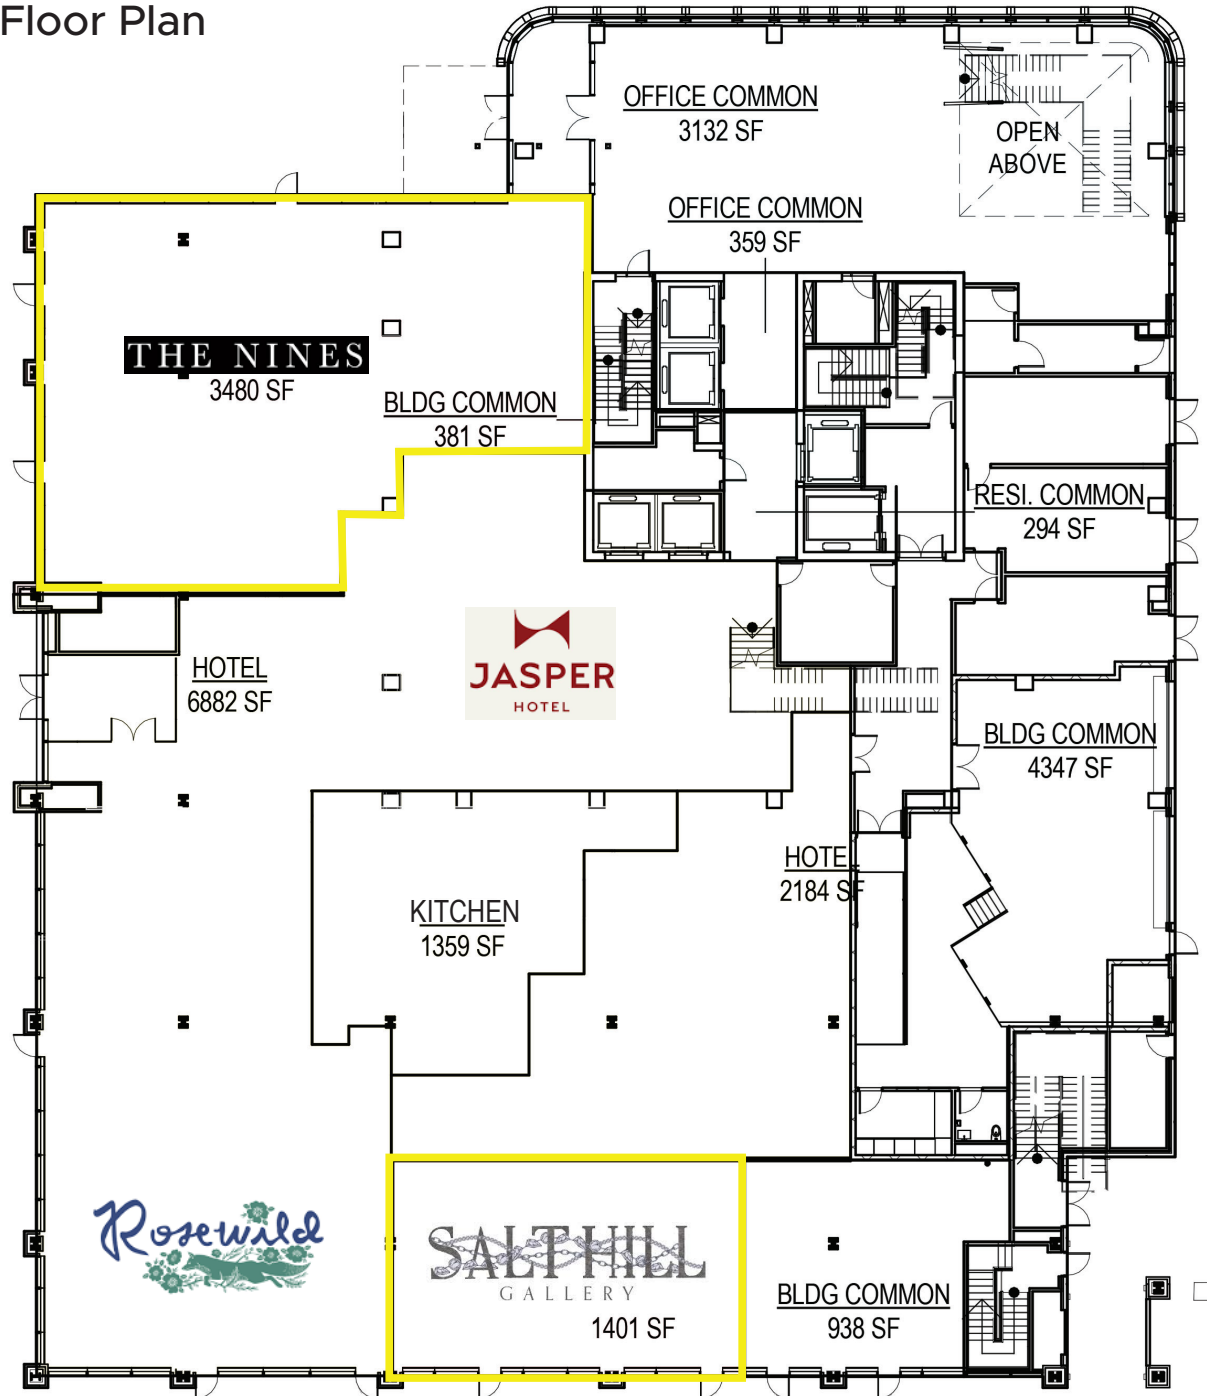 Floor Plan
OFFICE COMMON
3132 SF
OPEN
ABOVE
OFFICE COMMON
359 SF
THE NINES
3480 SF
BLDG COMMON
381 SF
RESI. COMMON
294 SF
JASPER
HOTEL
HOTEL
6882 SF
BLDG COMMON
4347 SF
HOTEL
2184 SF
KITCHEN
1359 SF
Rosewild
SALT HILL
GALLERY
1401 SF
BLDG COMMON
938 SF